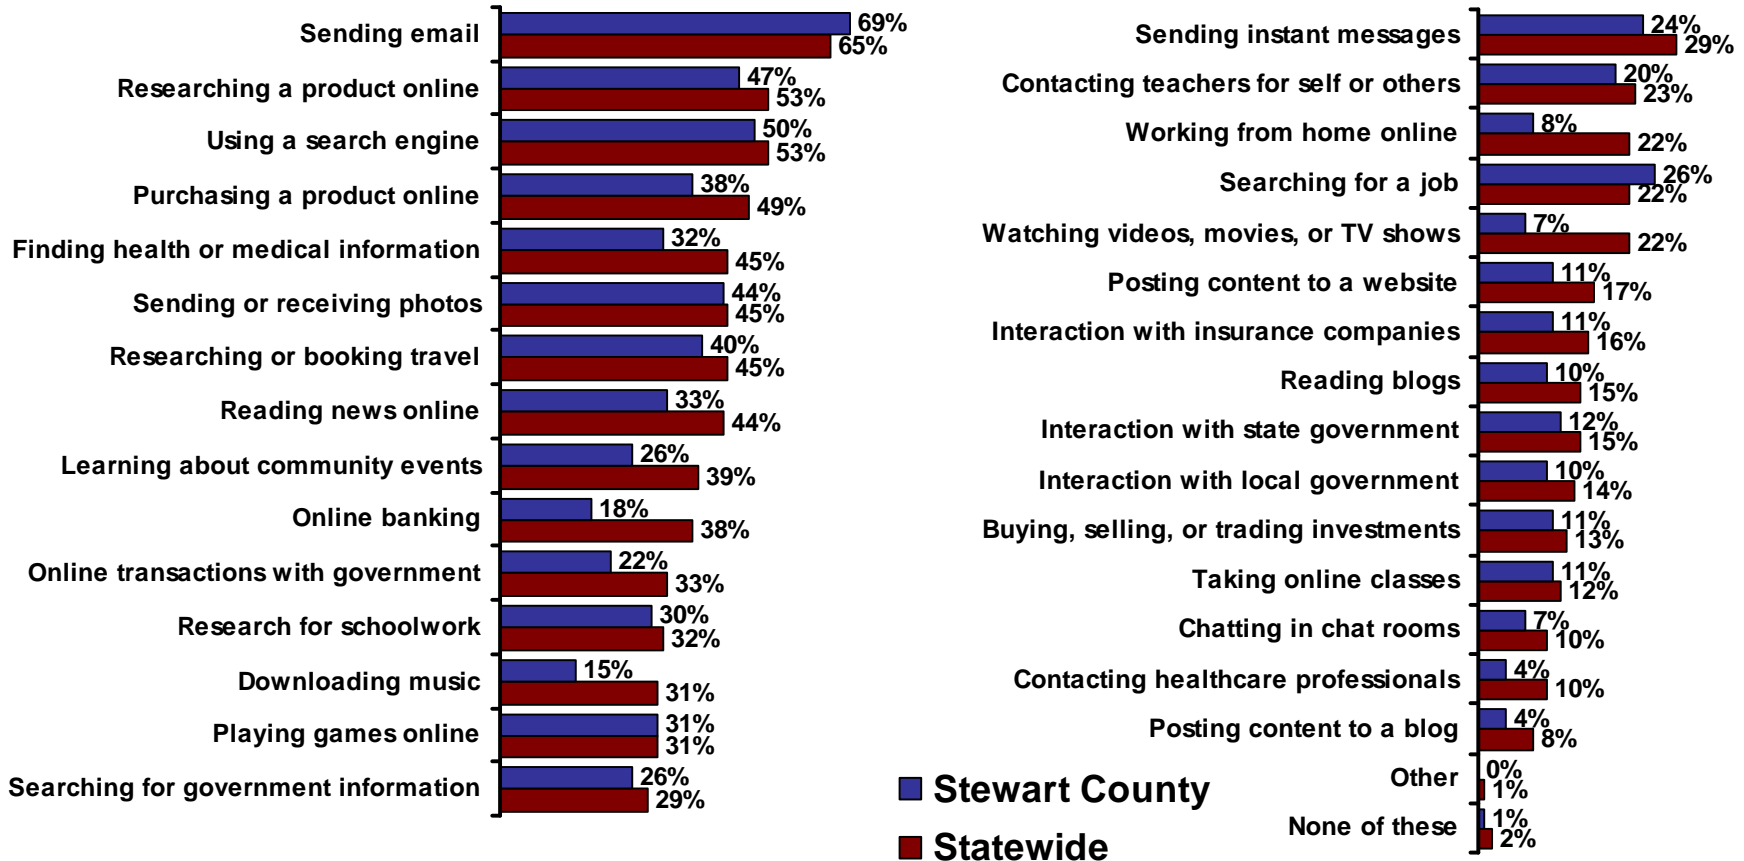 Sending email 69%
65%
Researching a product online 47%
53%
Using a search engine 50%
53%
Purchasing a product online 38%
49%
Finding health or medical information 32%
45%
Sending or receiving photos 44%
45%
Researching or booking travel 40%
45%
Reading news online 33%
44%
Learning about community events 26%
39%
Online banking 18%
38%
Online transactions with government 22%
33%
Research for schoolwork 30%
32%
Downloading music 15%
31%
Playing games online 31%
31%
Searching for government information 26%
29%
Sending instant messages 24%
29%
Contacting teachers for self or others 20%
23%
Working from home online 8%
22%
Searching for a job 26%
22%
Watching videos, movies, or TV shows 7%
22%
Posting content to a website 11%
17%
Interaction with insurance companies 11%
16%
Reading blogs 10%
15%
Interaction with state government 12%
15%
Interaction with local government 10%
14%
Buying, selling, or trading investments 11%
13%
Taking online classes 11%
12%
Chatting in chat rooms 7%
10%
Contacting healthcare professionals 4%
10%
Posting content to a blog 4%
8%
Other 0%
1%
None of these 1%
2%
Stewart County
Statewide